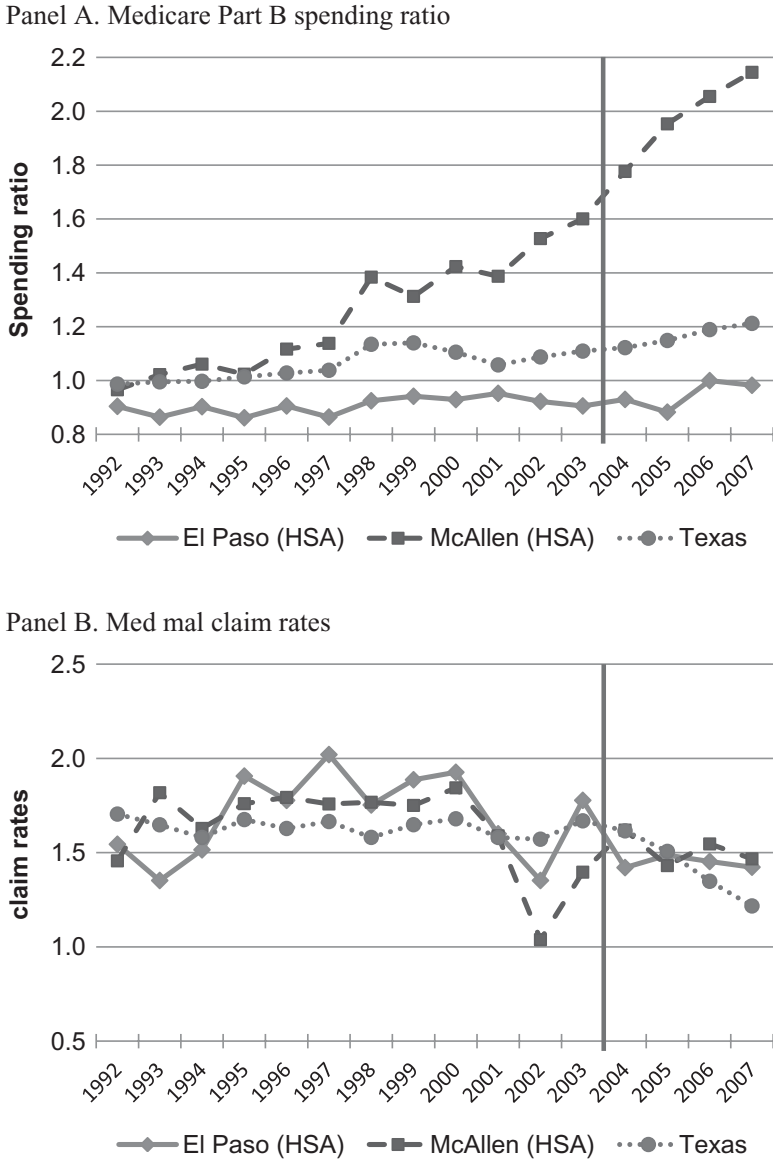 Panel A. Medicare Part B spending ratio
2.2
2.0
1.8
1.6
1.4
1.2
1.0
0.8
Spending ratio
1992 1993 1994 1995 1996 1997 1998 1999 2000 2001 2002 2003 2004 2005 2006 2007
El Paso (HSA) McAllen (HSA) Texas
Panel B. Med mal claim rates
2.5
2.0
1.5
1.0
0.5
claim rates
1992 1993 1994 1995 1996 1997 1998 1999 2000 2001 2002 2003 2004 2005 2006 2007
El Paso (HSA) McAllen (HSA) Texas